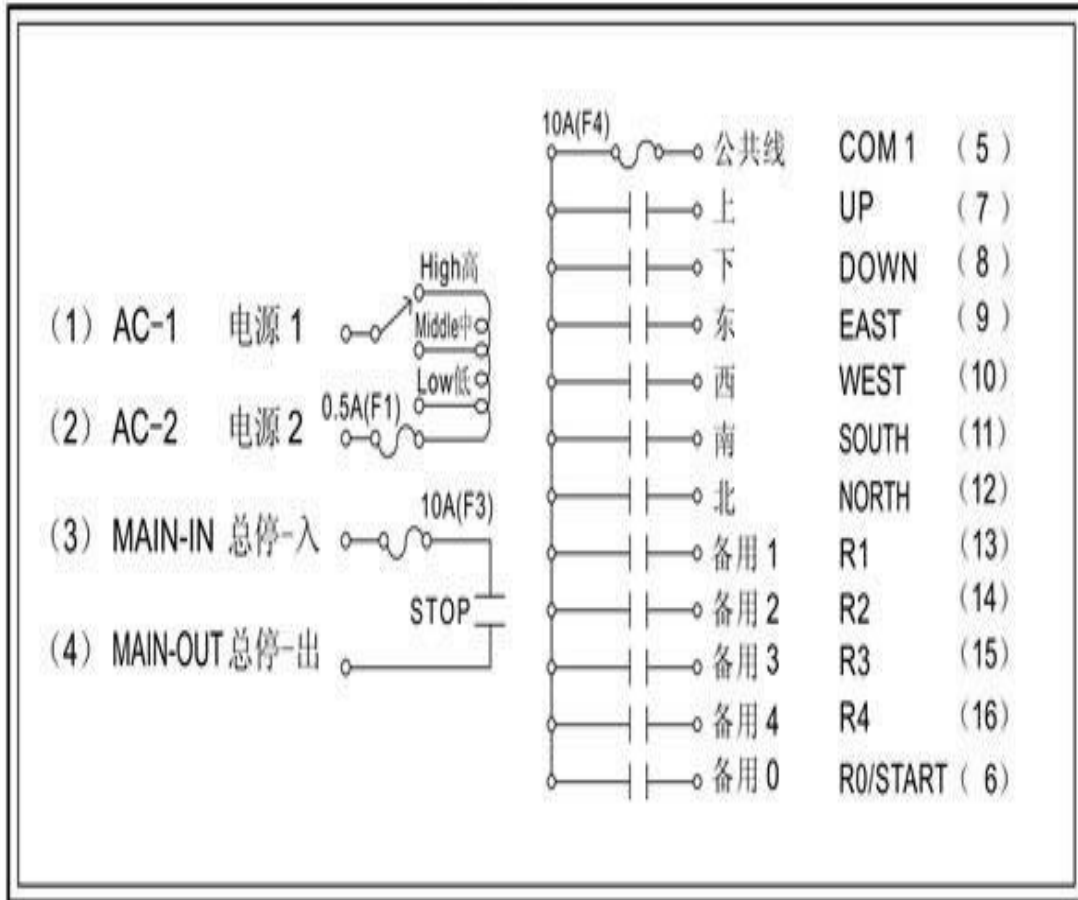 (1) AC-1 电源 1
(2) AC-2 电源 2
(3) MAIN-IN 总停-入
(4) MAIN-OUT 总停-出
High高
Middle中
Low低
0.5A(F1)
10A(F3)
STOP
10A(F4)
公共线 COM 1 (5)
上 UP (7)
下 DOWN (8)
东 EAST (9)
西 WEST (10)
南 SOUTH (11)
北 NORTH (12)
备用 1 R1 (13)
备用 2 R2 (14)
备用 3 R3 (15)
备用 4 R4 (16)
备用 0 R0/START (6)